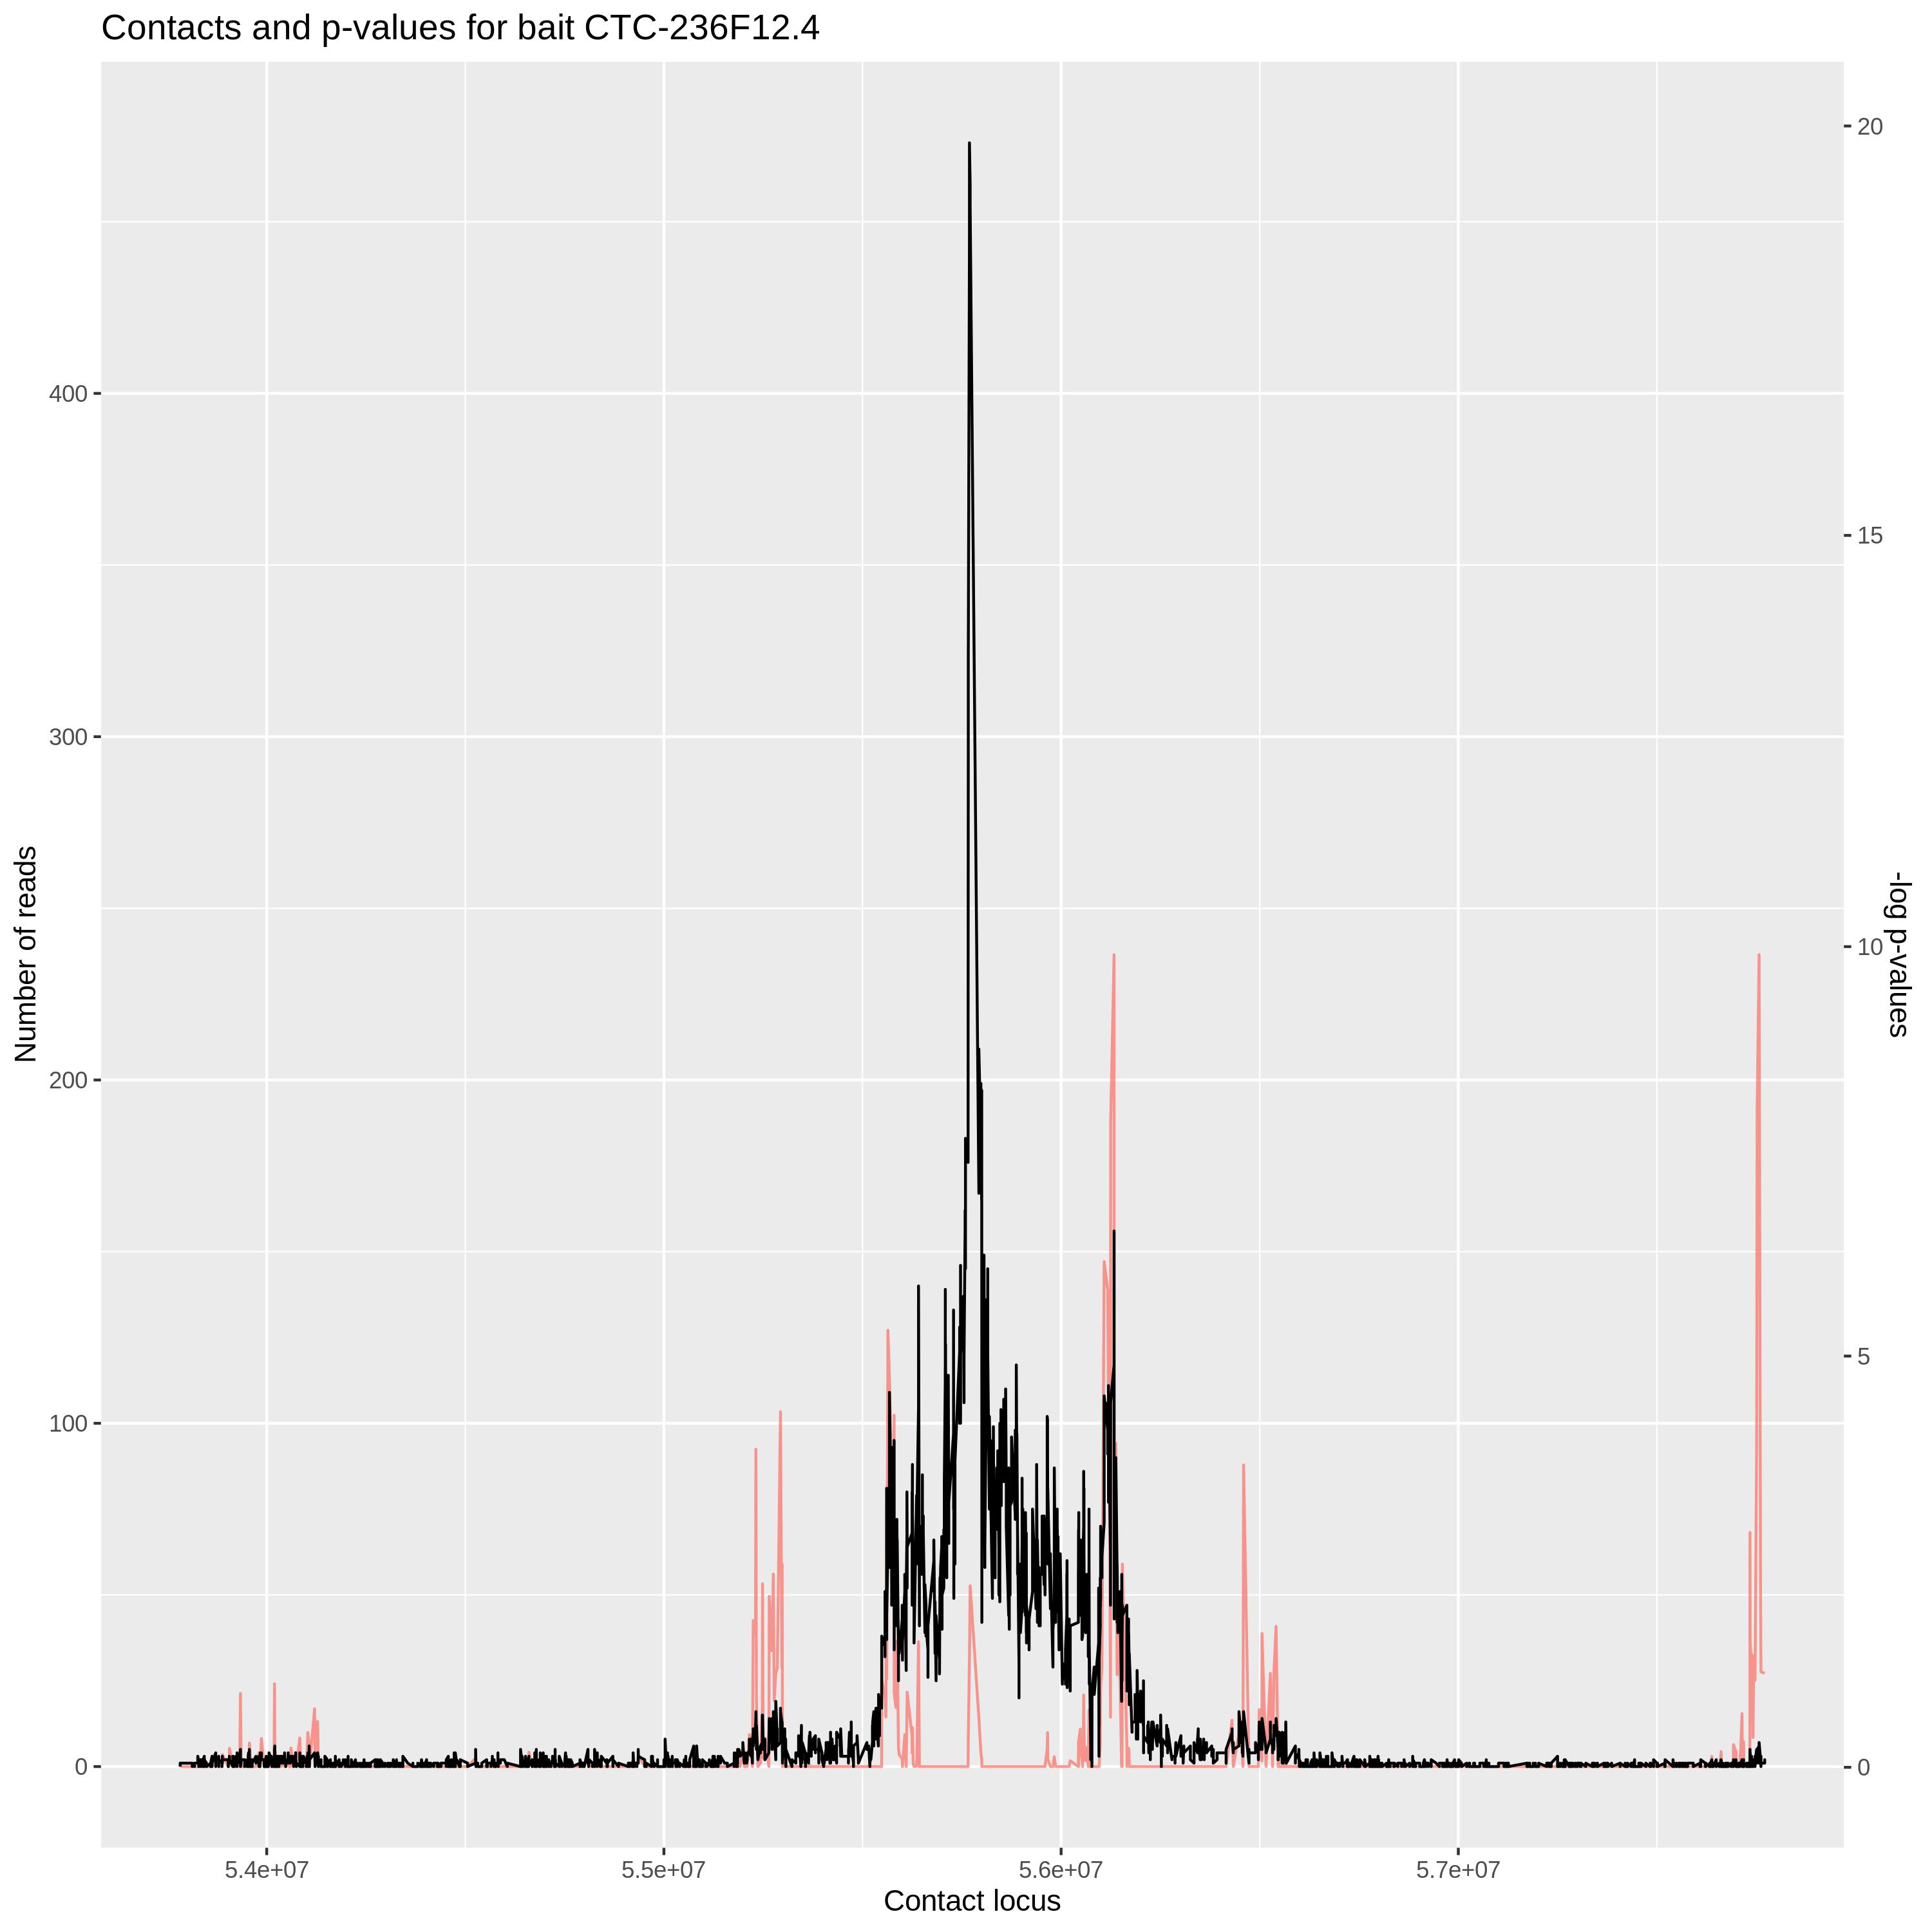 Contacts and p-values for bait CTC-236F12.4
Number of reads
400
300
200
100
0
20
15
10
5
0
-log p-values
5.4e+07
5.5e+07
5.6e+07
5.7e+07
Contact locus